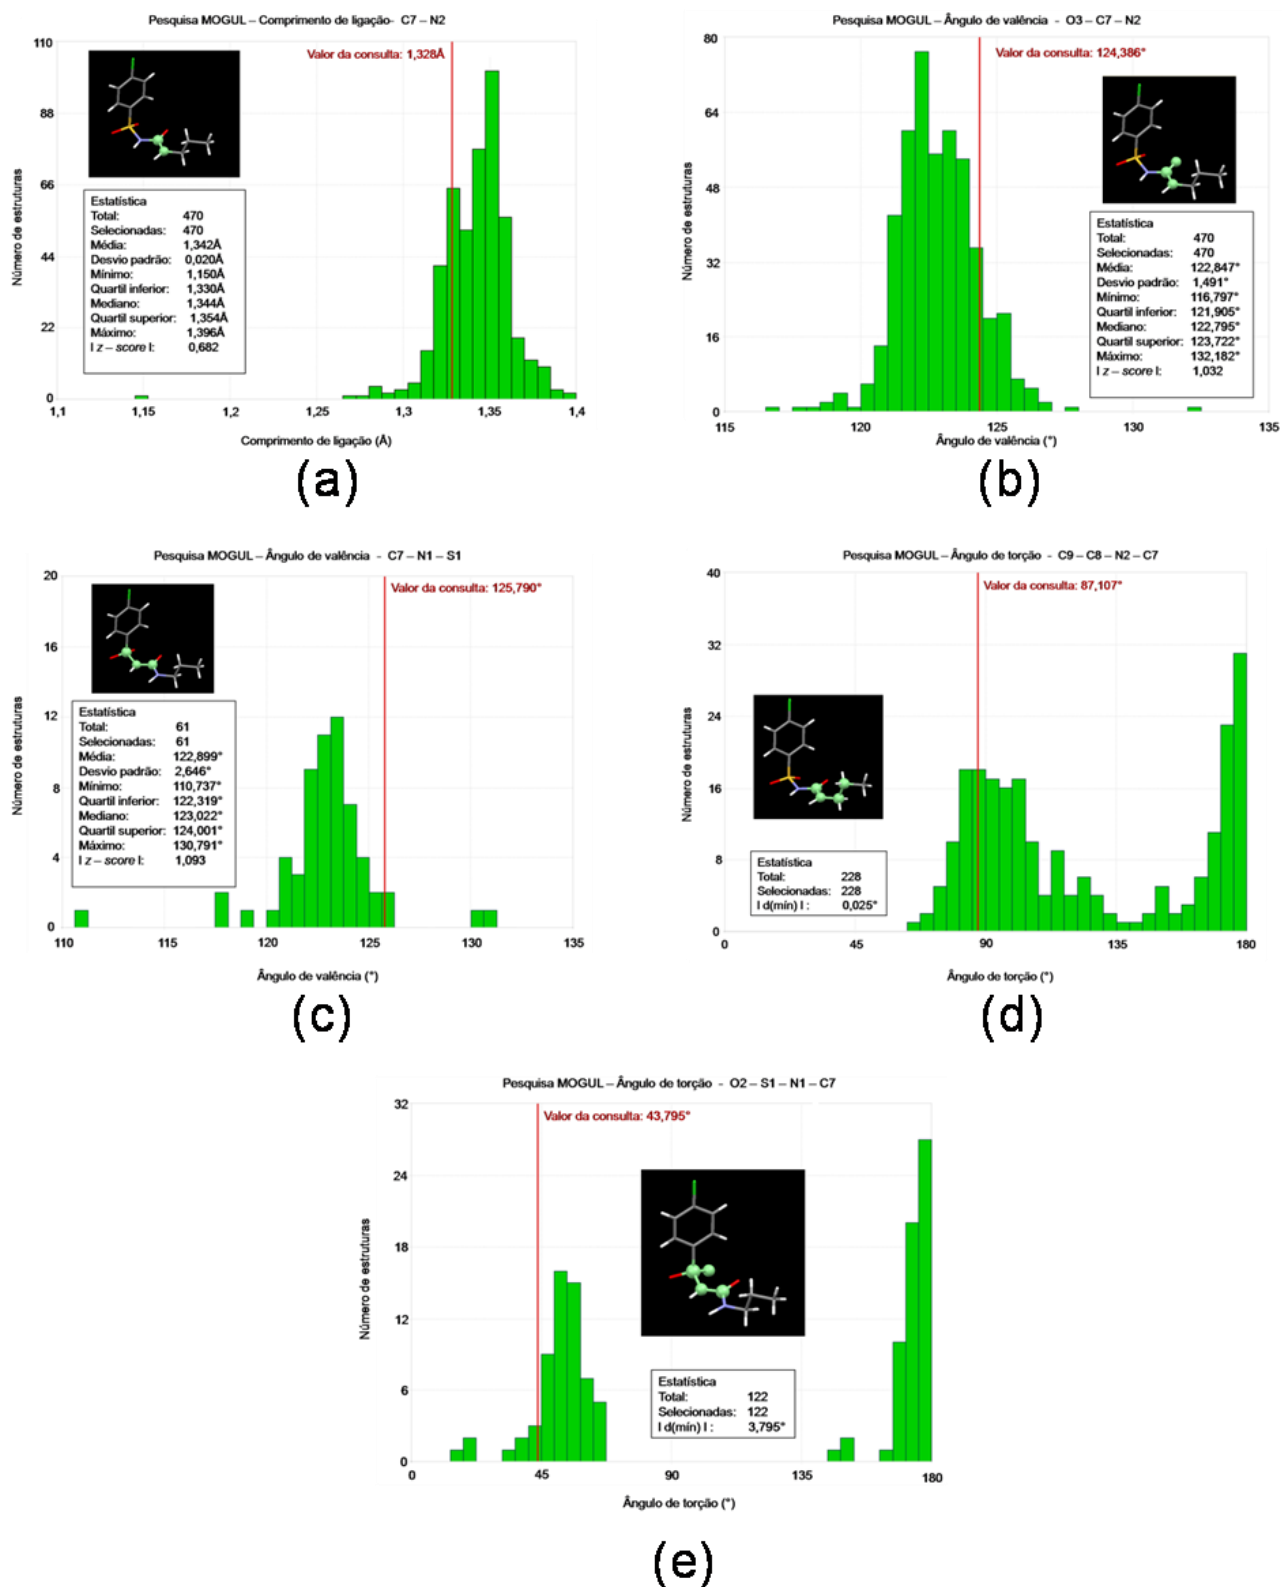 Pesquisa MOGUL – Comprimento de ligação- C7 – N2
Valor da consulta: 1,328Å
Número de estruturas
110
88
66
44
22
0
Estatística
Total: 470
Selecionadas: 470
Média: 1,342Å
Desvio padrão: 0,020Å
Mínimo: 1,150Å
Quartil inferior: 1,330Å
Mediano: 1,344Å
Quartil superior: 1,354Å
Máximo: 1,396Å
I z – score I: 0,682
1,1 1,15 1,2 1,25 1,3 1,35 1,4
Comprimento de ligação (Å)
(a)
Pesquisa MOGUL – Ângulo de valência - O3 – C7 – N2
Valor da consulta: 124,386°
Número de estruturas
80
64
48
32
16
0
Estatística
Total: 470
Selecionadas: 470
Média: 122,847°
Desvio padrão: 1,491°
Mínimo: 116,797°
Quartil inferior: 121,905°
Mediano: 122,795°
Quartil superior: 123,722°
Máximo: 132,182°
I z – score I: 1,032
115 120 125 130 135
Ângulo de valência (°)
(b)
Pesquisa MOGUL – Ângulo de valência - C7 – N1 – S1
Valor da consulta: 125,790°
Número de estruturas
20
16
12
8
4
0
Estatística
Total: 61
Selecionadas: 61
Média: 122,899°
Desvio padrão: 2,646°
Mínimo: 110,737°
Quartil inferior: 122,319°
Mediano: 123,022°
Quartil superior: 124,001°
Máximo: 130,791°
I z – score I: 1,093
110 115 120 125 130 135
Ângulo de valência (°)
(c)
Pesquisa MOGUL – Ângulo de torção - C9 – C8 – N2 – C7
Valor da consulta: 87,107°
Número de estruturas
40
32
24
16
8
0
Estatística
Total: 228
Selecionadas: 228
I d(mín) I : 0,025°
0 45 90 135 180
Ângulo de torção (°)
(d)
Pesquisa MOGUL – Ângulo de torção - O2 – S1 – N1 – C7
Valor da consulta: 43,795°
Número de estruturas
32
24
18
12
6
0
Estatística
Total: 122
Selecionadas: 122
I d(mín) I : 3,795°
0 45 90 135 180
Ângulo de torção (°)
(e)